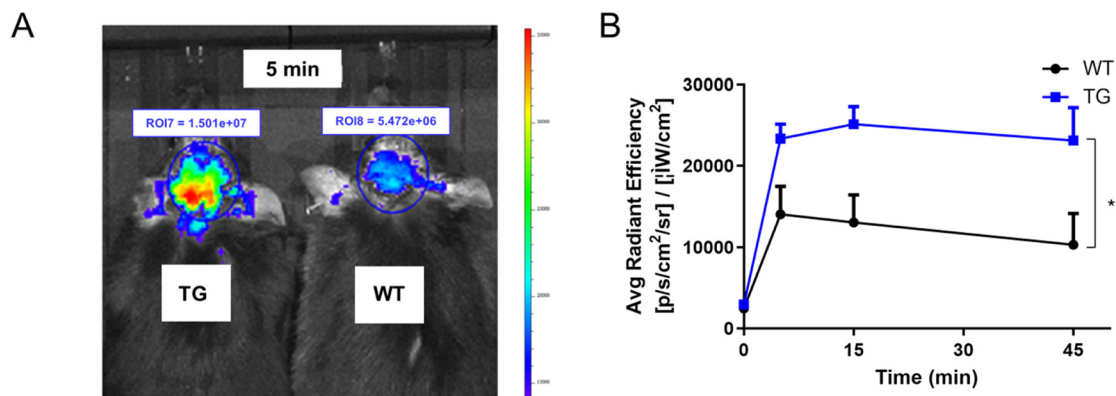 A
5 min
ROI7 = 1.501e+07
ROI8 = 5.472e+06
TG
WT
B
WT
TG
Avg Radiant Efficiency
[p/s/cm²/sr] / [¡ÌW/cm²]
30000
20000
10000
0
0
15
30
45
Time (min)
*